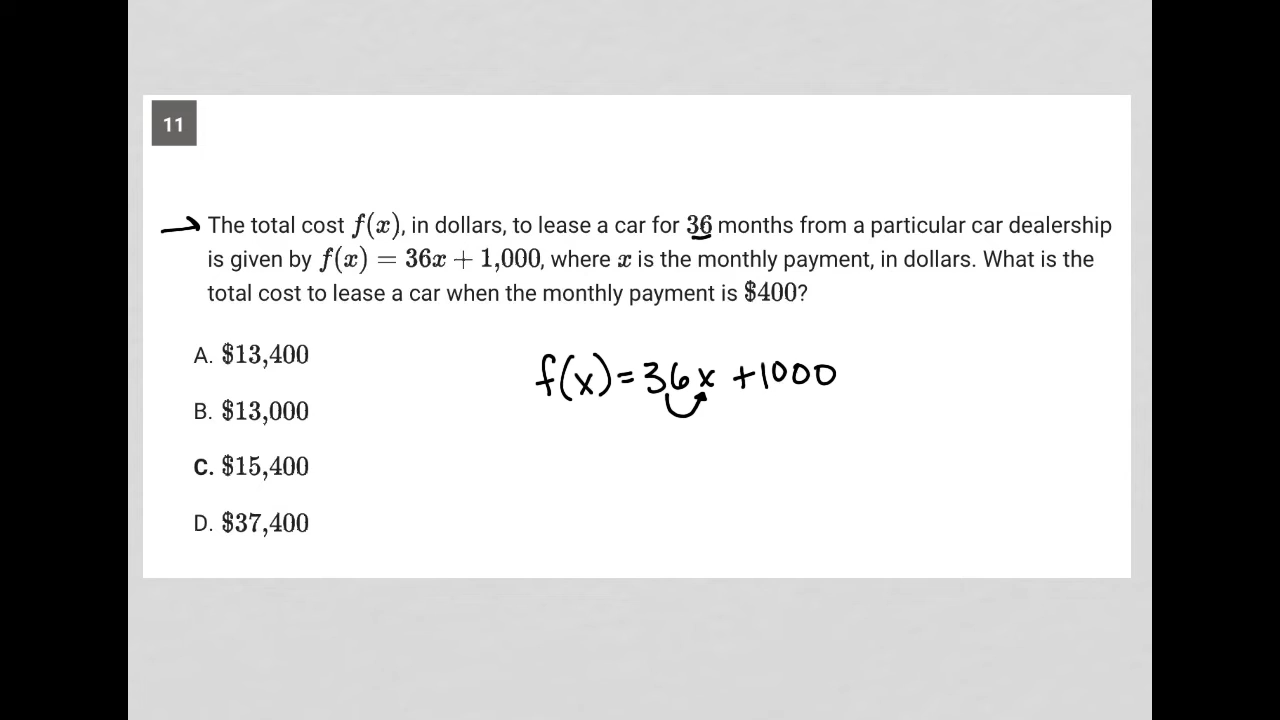 11
The total cost f(x), in dollars, to lease a car for 36 months from a particular car dealership
is given by f(x) = 36x + 1,000, where x is the monthly payment, in dollars. What is the
total cost to lease a car when the monthly payment is $400?
A. $13,400
f(x)=36x +1000
B. $13,000
C. $15,400
D. $37,400